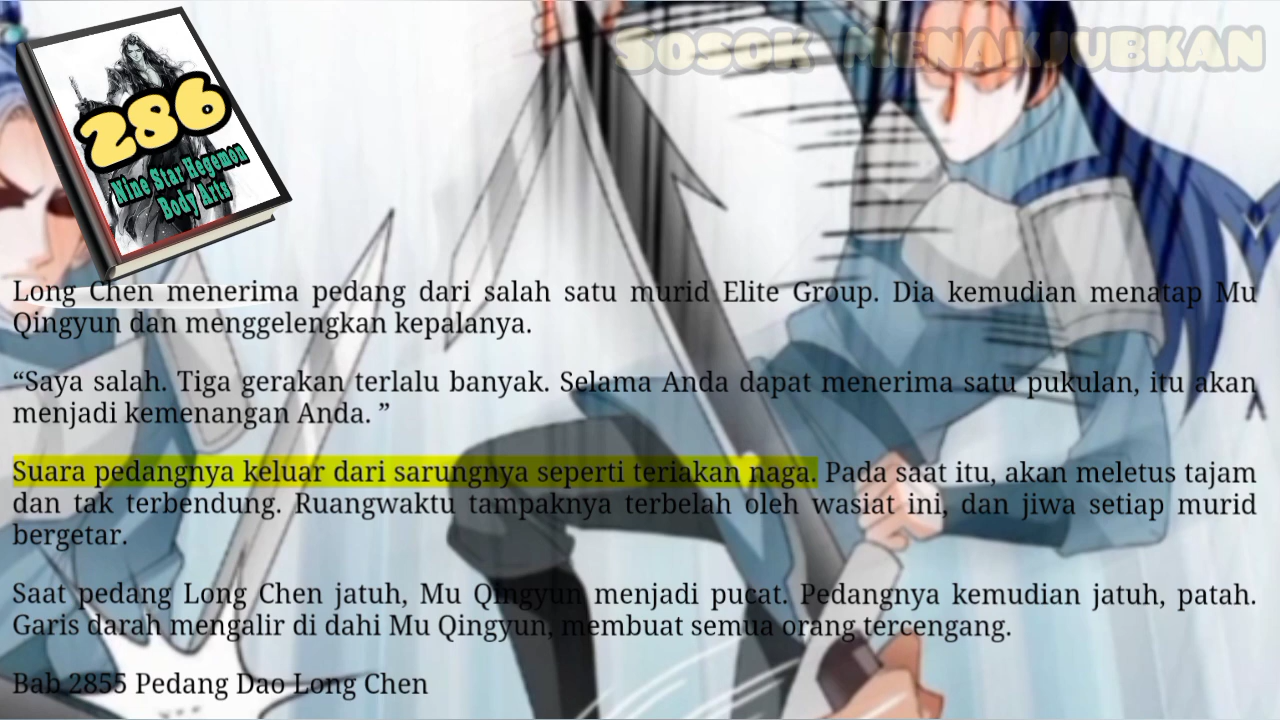 SOSOK MENAKJUBKAN
286
Nine Star Hegemon
Body Arts
Long Chen menerima pedang dari salah satu murid Elite Group. Dia kemudian menatap Mu
Qingyun dan menggelengkan kepalanya.
“Saya salah. Tiga gerakan terlalu banyak. Selama Anda dapat menerima satu pukulan, itu akan
menjadi kemenangan Anda. ”
Suara pedangnya keluar dari sarungnya seperti teriakan naga. Pada saat itu, akan meletus tajam
dan tak terbendung. Ruangwaktu tampaknya terbelah oleh wasiat ini, dan jiwa setiap murid
bergetar.
Saat pedang Long Chen jatuh, Mu Qingyun menjadi pucat. Pedangnya kemudian jatuh, patah.
Garis darah mengalir di dahi Mu Qingyun, membuat semua orang tercengang.
Bab 2855 Pedang Dao Long Chen